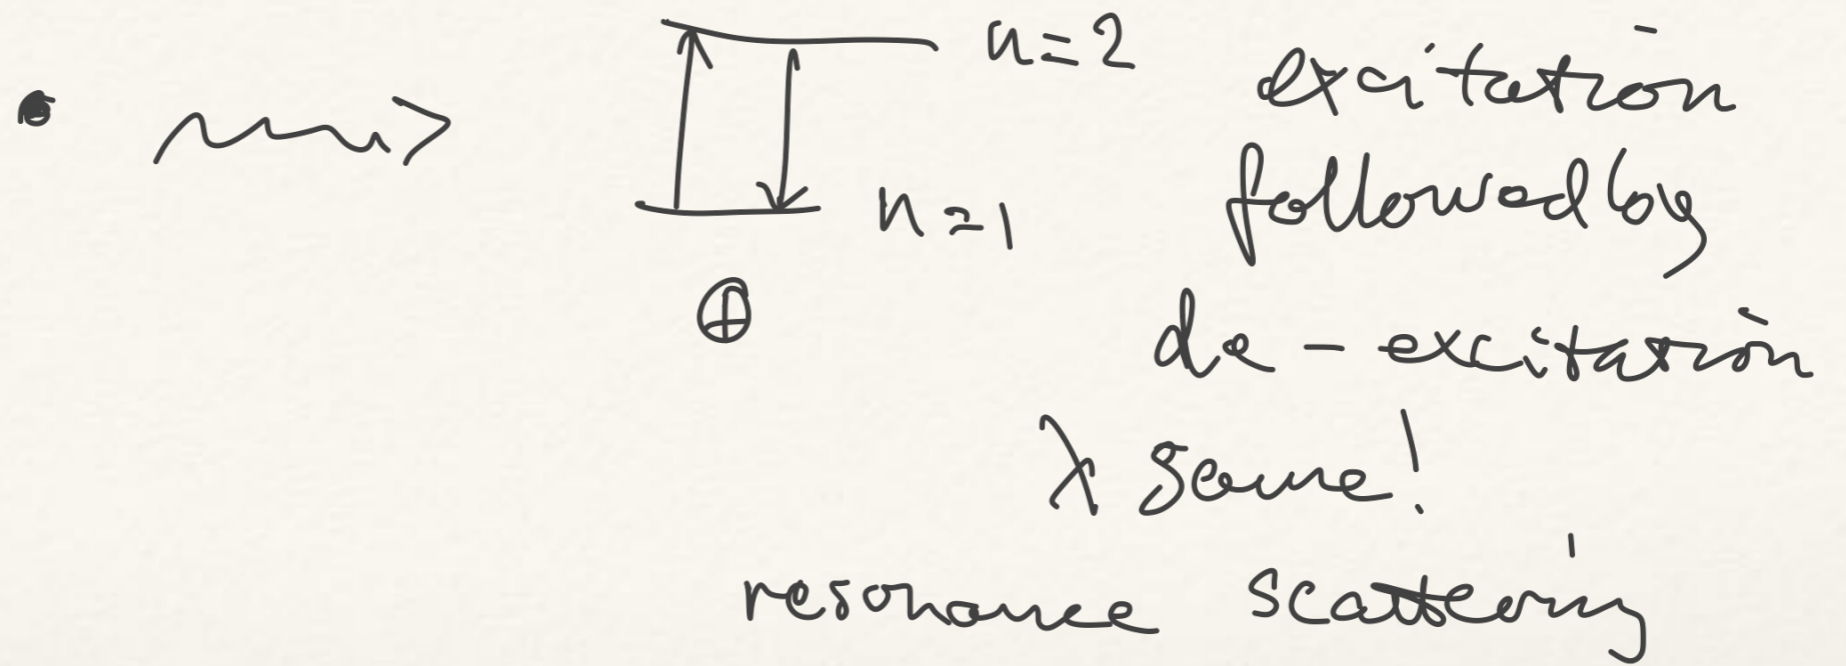 n=2
excitation
n=1
followed by
⊕
de-excitation
λ same!
resonance scattering